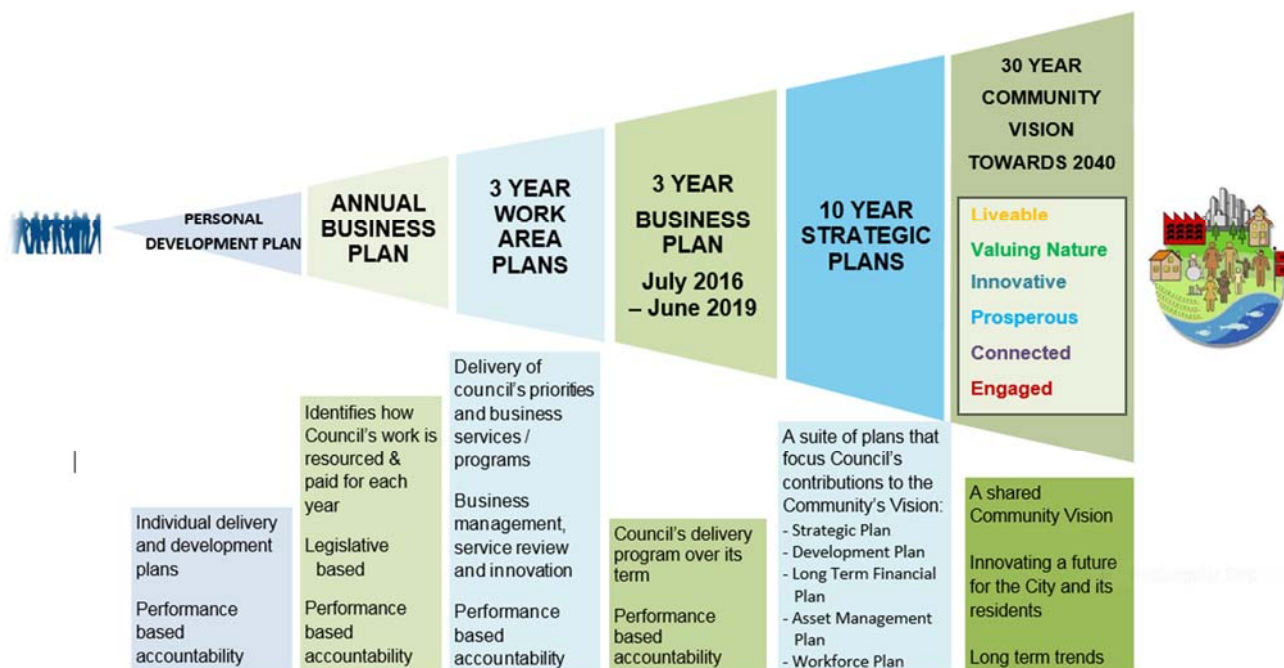 PERSONAL
DEVELOPMENT PLAN
ANNUAL
BUSINESS
PLAN
3 YEAR
WORK
AREA
PLANS
3 YEAR
BUSINESS
PLAN
July 2016
– June 2019
10 YEAR
STRATEGIC
PLANS
30 YEAR
COMMUNITY
VISION
TOWARDS 2040
Liveable
Valuing Nature
Innovative
Prosperous
Connected
Engaged
Individual delivery
and development
plans
Performance
based
accountability
Identifies how
Council's work is
resourced &
paid for each
year
Legislative
based
Performance
based
accountability
Delivery of
council's priorities
and business
services /
programs
Business
management,
service review
and innovation
Performance
based
accountability
Council's delivery
program over its
term
Performance
based
accountability
A suite of plans that
focus Council's
contributions to the
Community's Vision:
- Strategic Plan
- Development Plan
- Long Term Financial
Plan
- Asset Management
Plan
- Workforce Plan
A shared
Community Vision
Innovating a future
for the City and its
residents
Long term trends